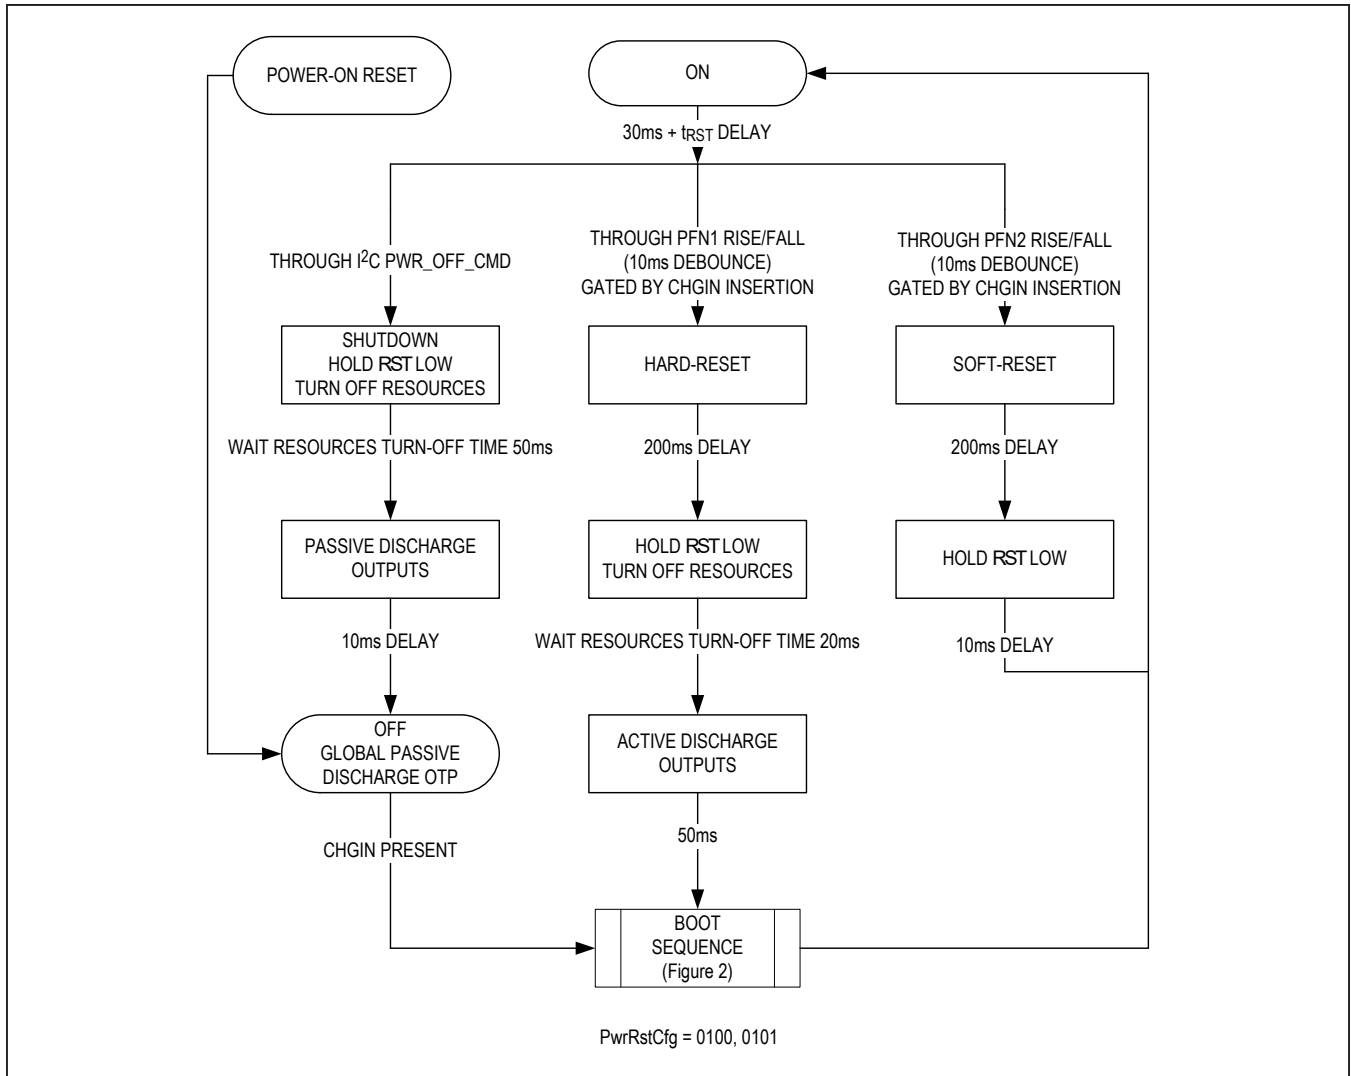 POWER-ON RESET
ON
30ms + tRST DELAY
THROUGH I2C PWR_OFF_CMD
THROUGH PFN1 RISE/FALL
(10ms DEBOUNCE)
GATED BY CHGIN INSERTION
THROUGH PFN2 RISE/FALL
(10ms DEBOUNCE)
GATED BY CHGIN INSERTION
SHUTDOWN
HOLD RST LOW
TURN OFF RESOURCES
HARD-RESET
SOFT-RESET
WAIT RESOURCES TURN-OFF TIME 50ms
200ms DELAY
200ms DELAY
PASSIVE DISCHARGE
OUTPUTS
HOLD RST LOW
TURN OFF RESOURCES
HOLD RST LOW
10ms DELAY
WAIT RESOURCES TURN-OFF TIME 20ms
10ms DELAY
OFF
GLOBAL PASSIVE
DISCHARGE OTP
ACTIVE DISCHARGE
OUTPUTS
CHGIN PRESENT
50ms
BOOT
SEQUENCE
(Figure 2)
PwrRstCfg = 0100, 0101